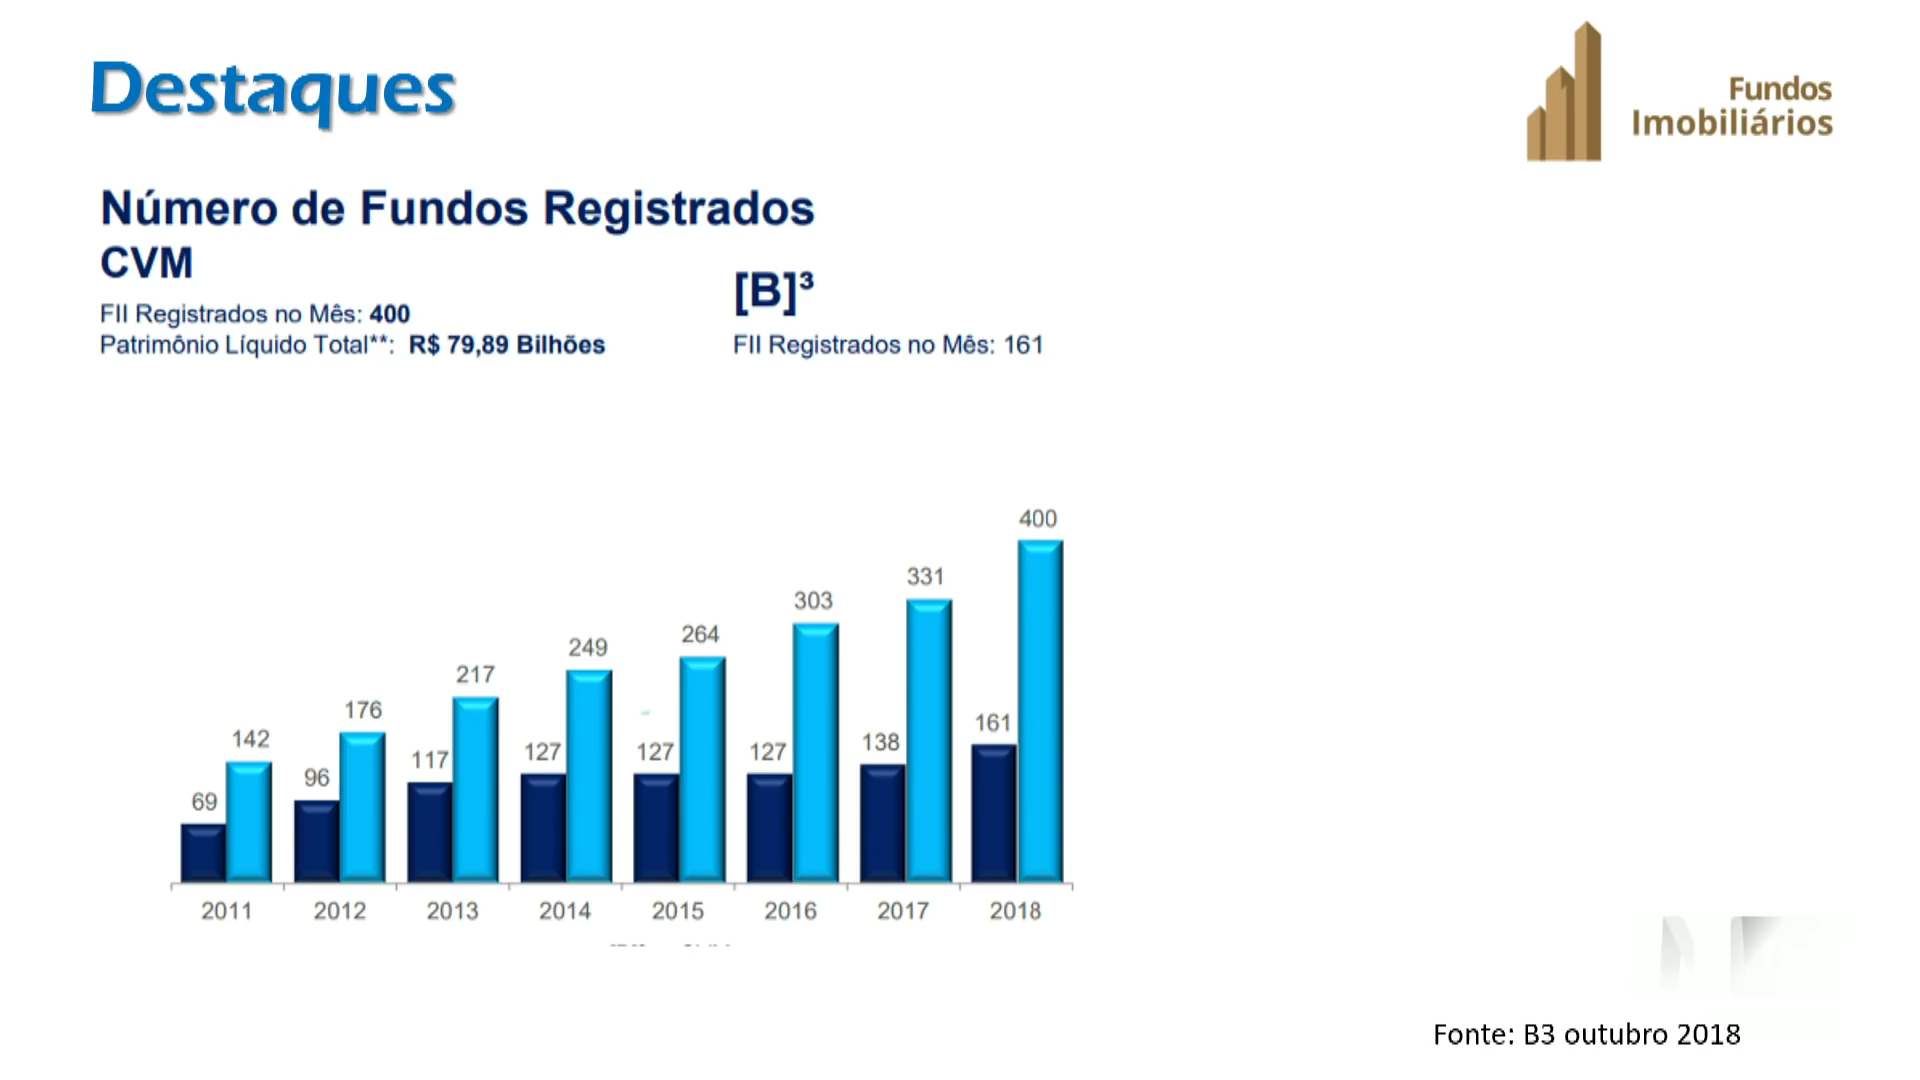 Destaques
Fundos
Imobiliários
Número de Fundos Registrados
CVM
[B]³
FII Registrados no Mês: 400
Patrimônio Líquido Total**: R$ 79,89 Bilhões
FII Registrados no Mês: 161
69 142 96 176 117 217 127 249 127 264 127 303 138 331 161 400
2011 2012 2013 2014 2015 2016 2017 2018
Fonte: B3 outubro 2018